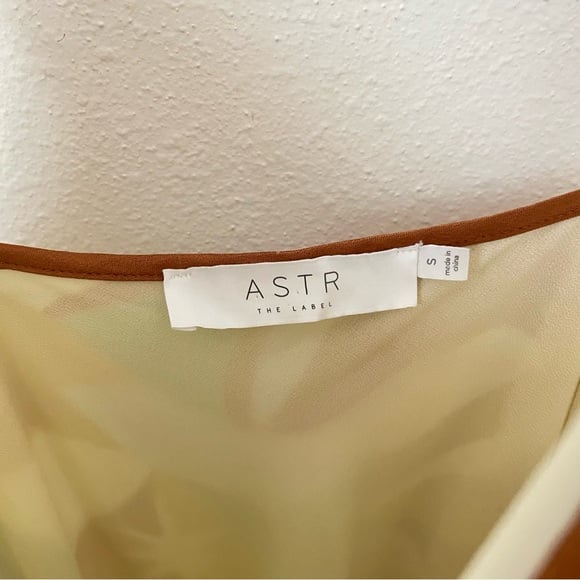 ASTR
THE LABEL
S
made in
china